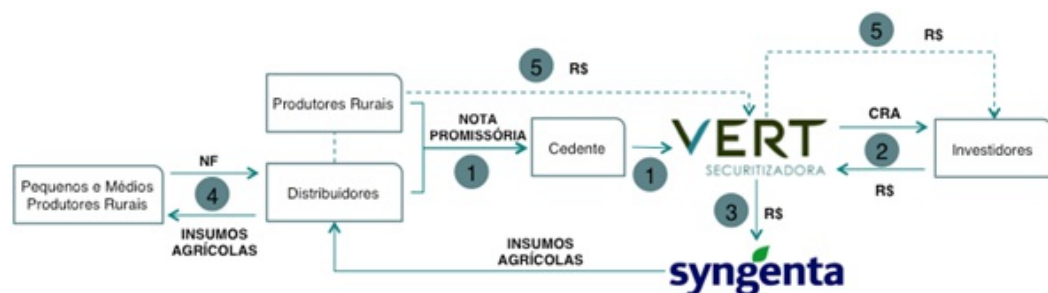 5
R$
5
R$
Produtores Rurais
NOTA
PROMISSÓRIA
1
Cedente
1
VERT
SECURITIZADORA
CRA
2
R$
Investidores
Pequenos e Médios
Produtores Rurais
NF
4
INSUMOS
AGRÍCOLAS
Distribuidores
3
R$
INSUMOS
AGRÍCOLAS
syngenta